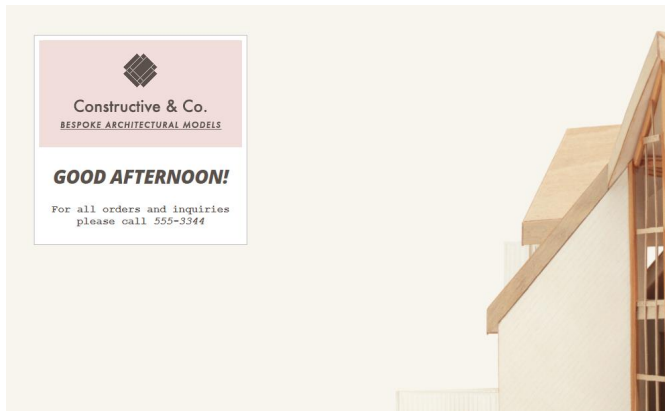 Constructive & Co.
BESPOKE ARCHITECTURAL MODELS
GOOD AFTERNOON!
For all orders and inquiries
please call 555-3344